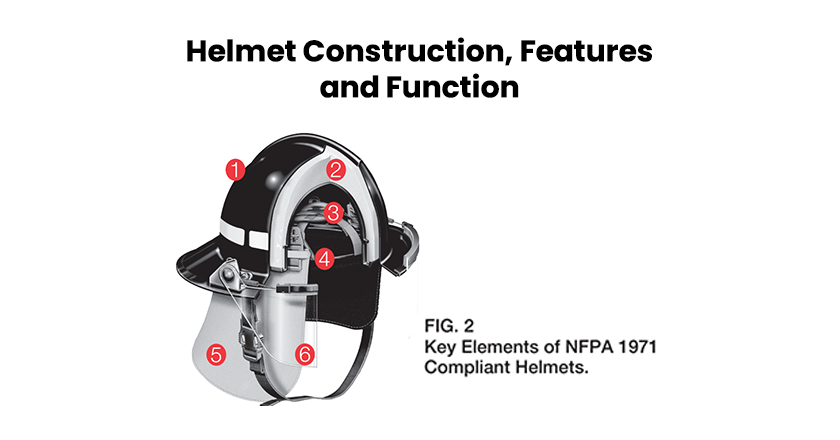 Helmet Construction, Features
and Function
1
2
3
4
5
6
FIG. 2
Key Elements of NFPA 1971
Compliant Helmets.